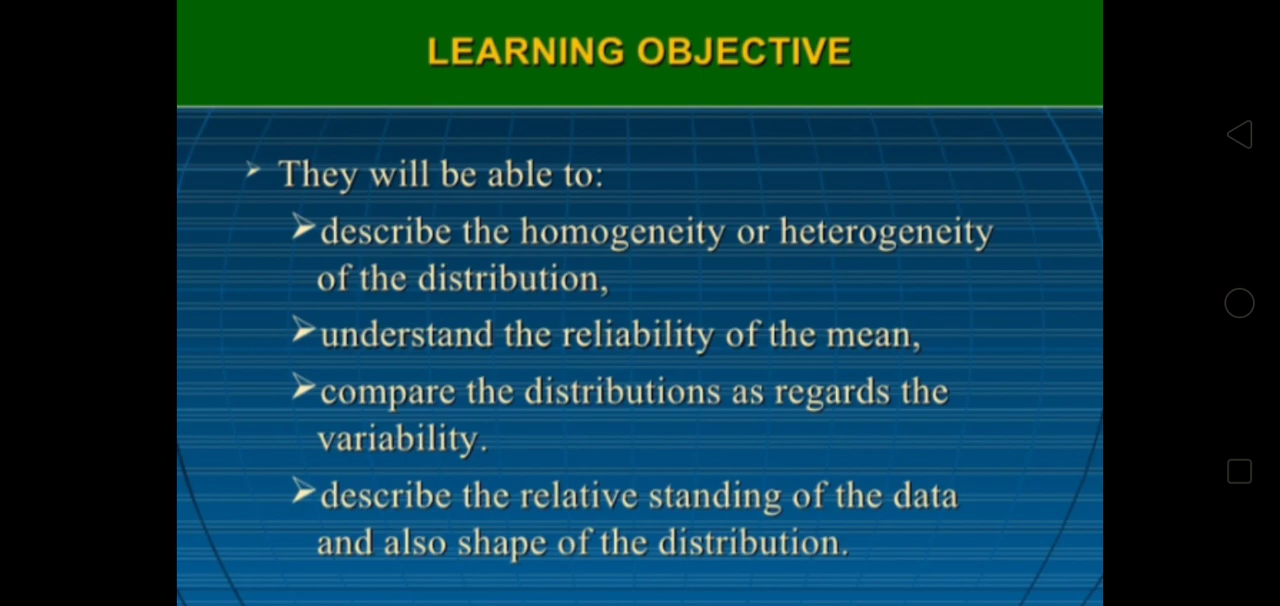 LEARNING OBJECTIVE
They will be able to:
describe the homogeneity or heterogeneity
of the distribution,
understand the reliability of the mean,
compare the distributions as regards the
variability.
describe the relative standing of the data
and also shape of the distribution.